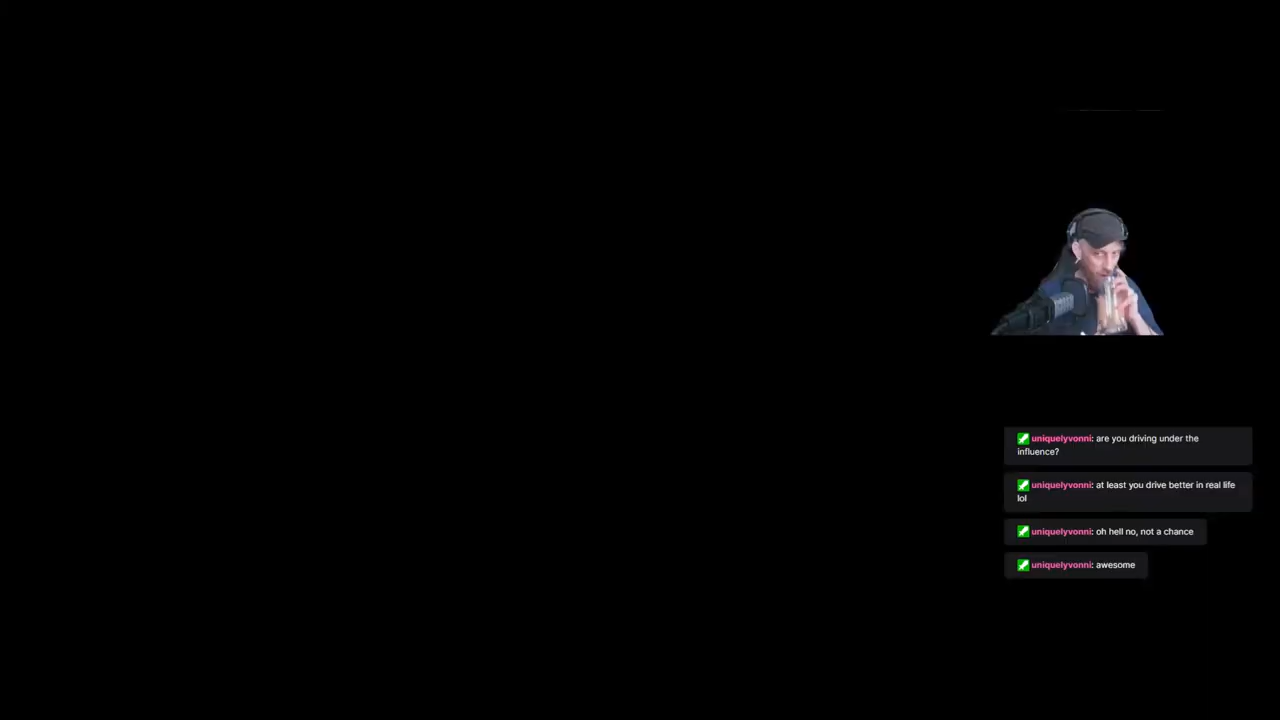 uniquelyvonni: are you driving under the
influence?
uniquelyvonni: at least you drive better in real life
lol
uniquelyvonni: oh hell no, not a chance
uniquelyvonni: awesome